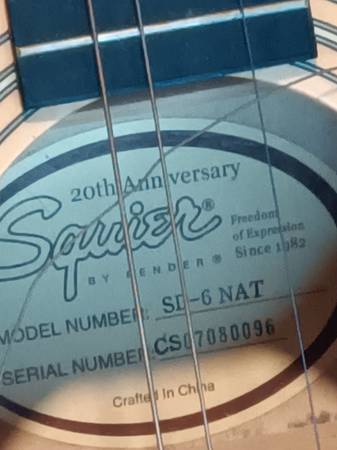 20th Anniversary
Squier®
Freedom
of Expression
Since 1982
BY FENDER®
MODEL NUMBER: SD-6 NAT
SERIAL NUMBER: CS07080096
Crafted In China